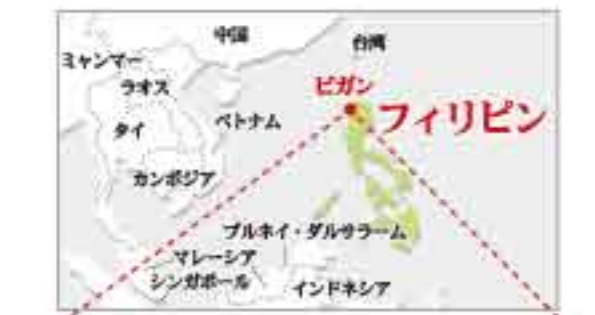 中国
台湾
ミャンマー
ラオス
ビガン
フィリピン
タイ
ベトナム
カンボジア
ブルネイ・ダルサラーム
マレーシア
シンガポール
インドネシア